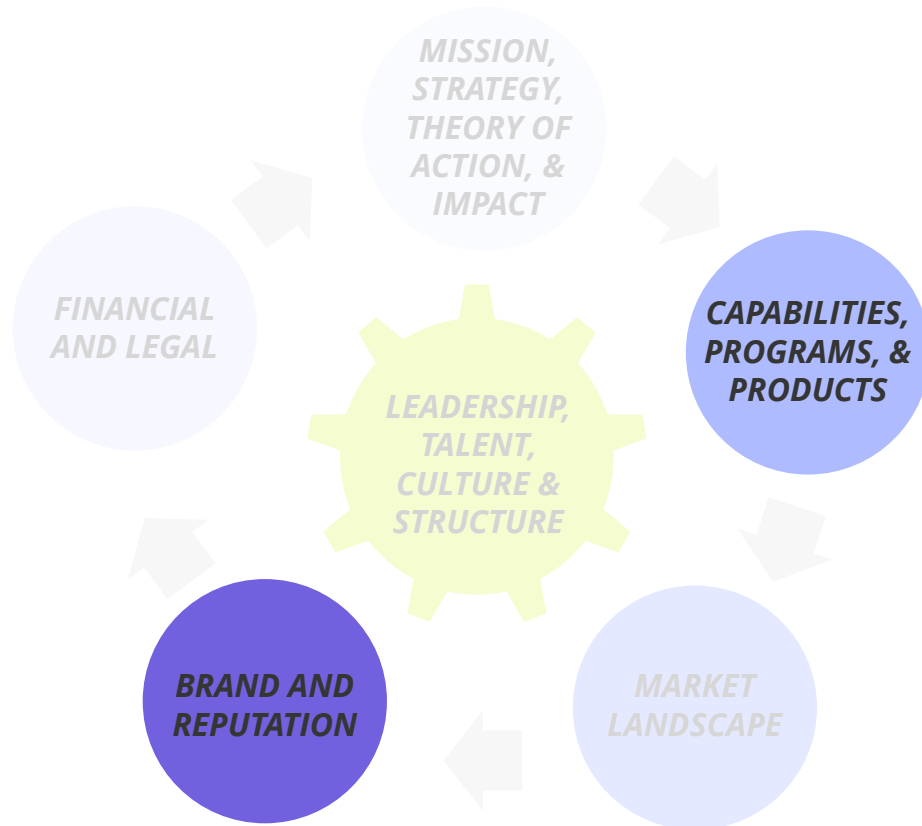 MISSION,
STRATEGY,
THEORY OF
ACTION, &
IMPACT
CAPABILITIES,
PROGRAMS, &
PRODUCTS
MARKET
LANDSCAPE
BRAND AND
REPUTATION
FINANCIAL
AND LEGAL
LEADERSHIP,
TALENT,
CULTURE &
STRUCTURE